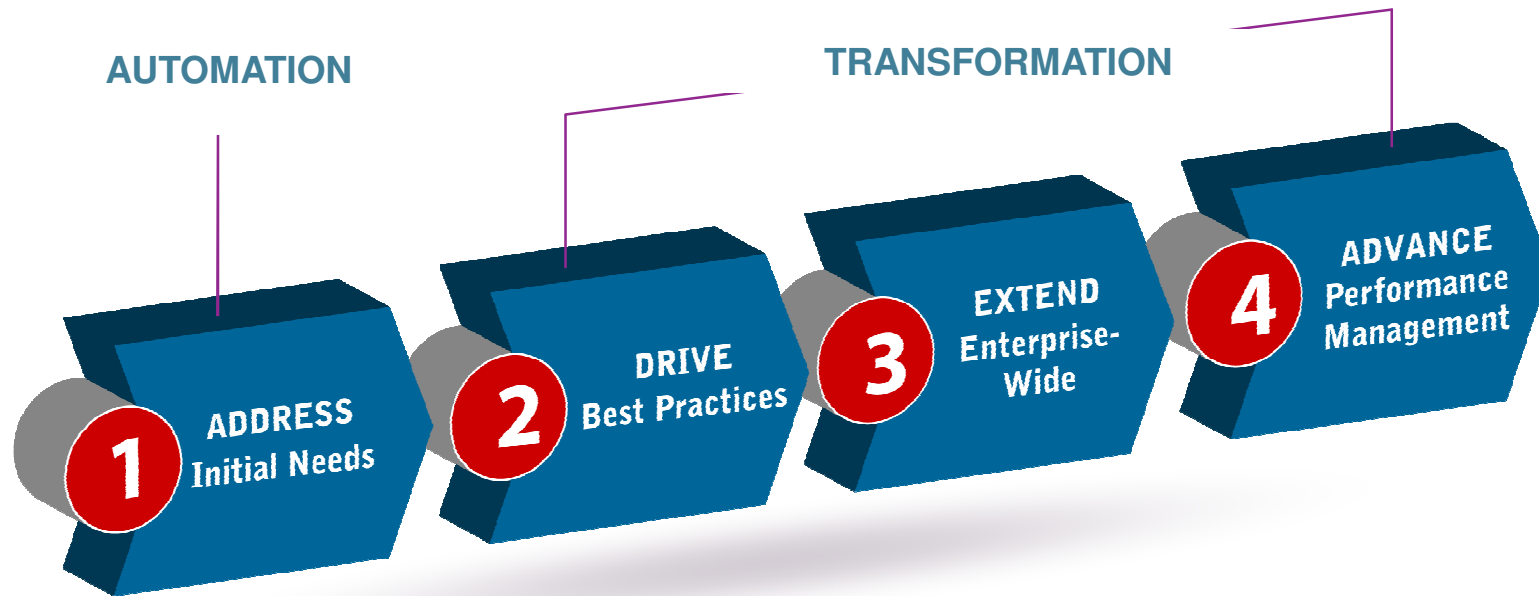 AUTOMATION
TRANSFORMATION
1
ADDRESS
Initial Needs
2
DRIVE
Best Practices
3
EXTEND
Enterprise-
Wide
4
ADVANCE
Performance
Management